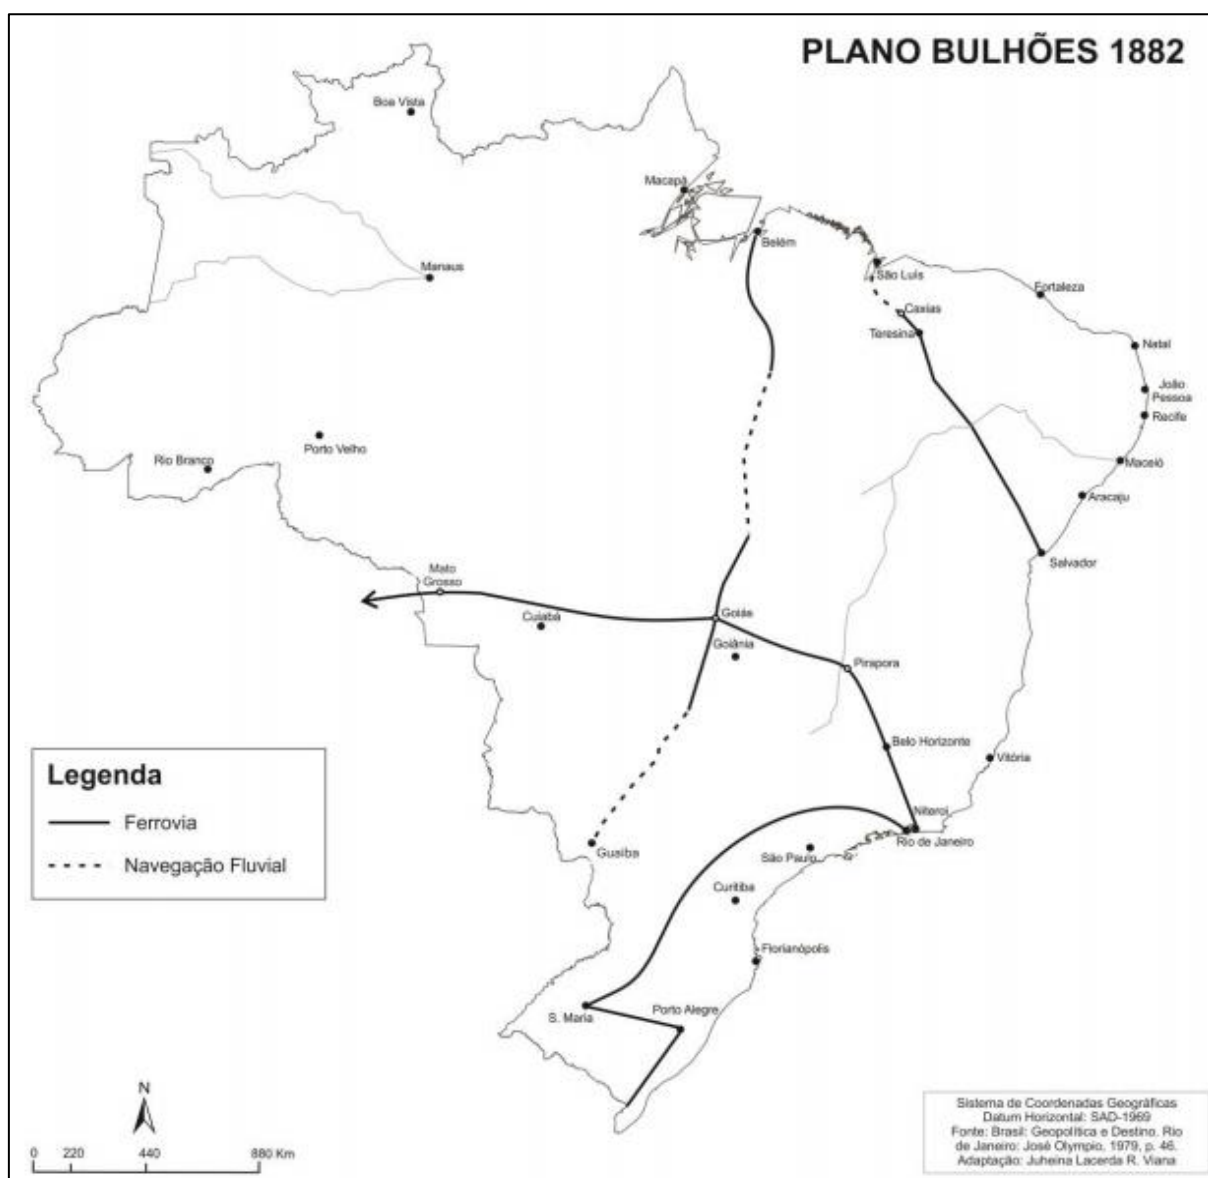 PLANO BULHÕES 1882
Boa Vista
Macapá
Belém
São Luís
Manaus
Fortaleza
Caxias
Teresina
Natal
João
Pessoa
Recife
Porto Velho
Rio Branco
Maceió
Aracaju
Salvador
Mato
Grosso
Cuiabá
Goiás
Goiânia
Pirapora
Belo Horizonte
Vitória
Legenda
Ferrovia
Navegação Fluvial
Niteroi
Rio de Janeiro
São Paulo
Guaíba
Curitiba
Florianópolis
S. Maria
Porto Alegre
N
0 220 440 880 Km
Sistema de Coordenadas Geográficas
Datum Horizontal: SAD-1969
Fonte: Brasil: Geopolítica e Destino. Rio
de Janeiro: José Olympio, 1979, p. 46.
Adaptação: Juheina Lacerda R. Viana